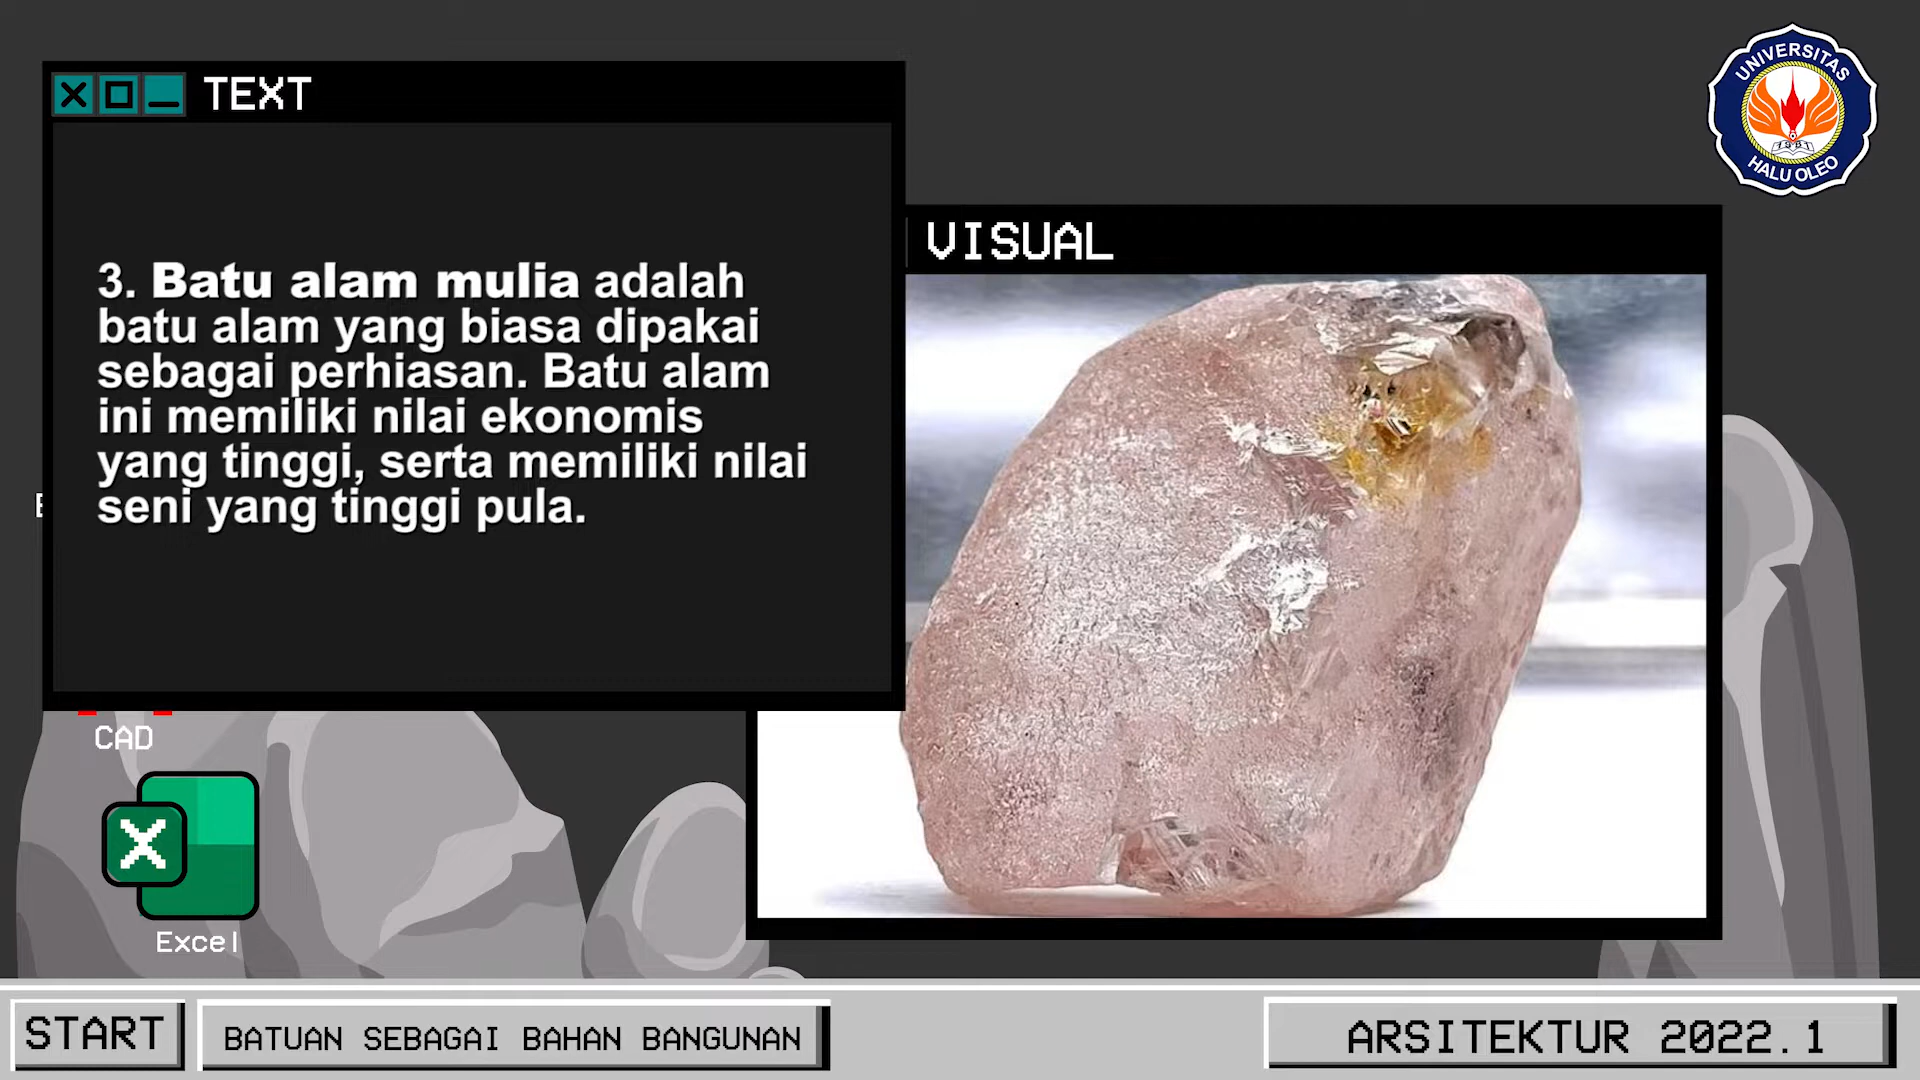 TEXT
3. Batu alam mulia adalah
batu alam yang biasa dipakai
sebagai perhiasan. Batu alam
ini memiliki nilai ekonomis
yang tinggi, serta memiliki nilai
seni yang tinggi pula.
VISUAL
UNIVERSITAS
1981
HALU OLEO
CAD
Excel
START
BATUAN SEBAGAI BAHAN BANGUNAN
ARSITEKTUR 2022.1